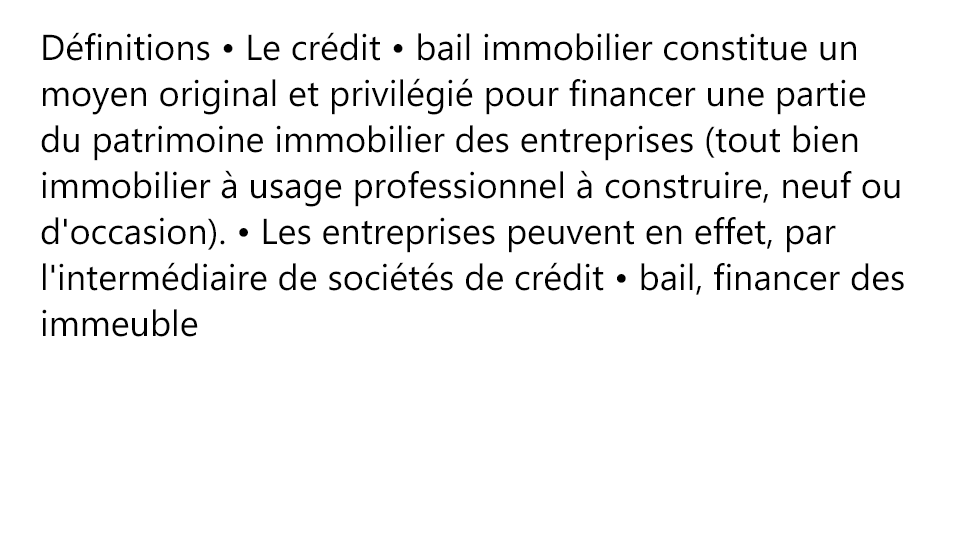 Définitions • Le crédit • bail immobilier constitue un
moyen original et privilégié pour financer une partie
du patrimoine immobilier des entreprises (tout bien
immobilier à usage professionnel à construire, neuf ou
d'occasion). • Les entreprises peuvent en effet, par
l'intermédiaire de sociétés de crédit • bail, financer des
immeuble